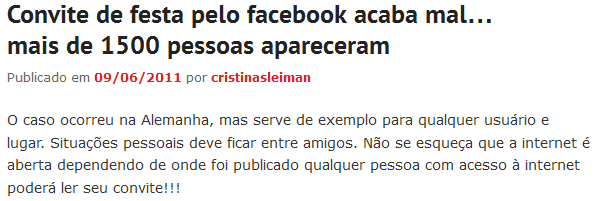 Convite de festa pelo facebook acaba mal…
mais de 1500 pessoas apareceram
Publicado em 09/06/2011 por cristinasleiman
O caso ocorreu na Alemanha, mas serve de exemplo para qualquer usuário e
lugar. Situações pessoais deve ficar entre amigos. Não se esqueça que a internet é
aberta dependendo de onde foi publicado qualquer pessoa com acesso à internet
poderá ler seu convite!!!